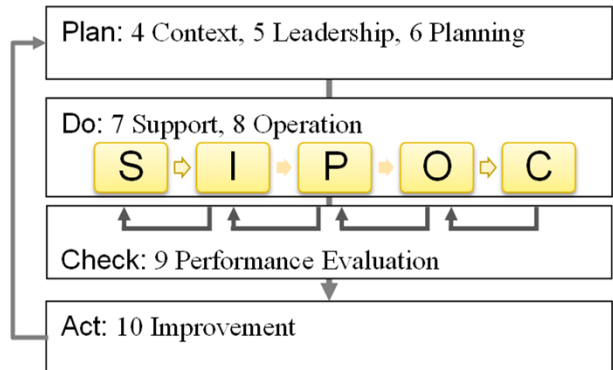 Plan: 4 Context, 5 Leadership, 6 Planning
Do: 7 Support, 8 Operation
S I P O C
Check: 9 Performance Evaluation
Act: 10 Improvement